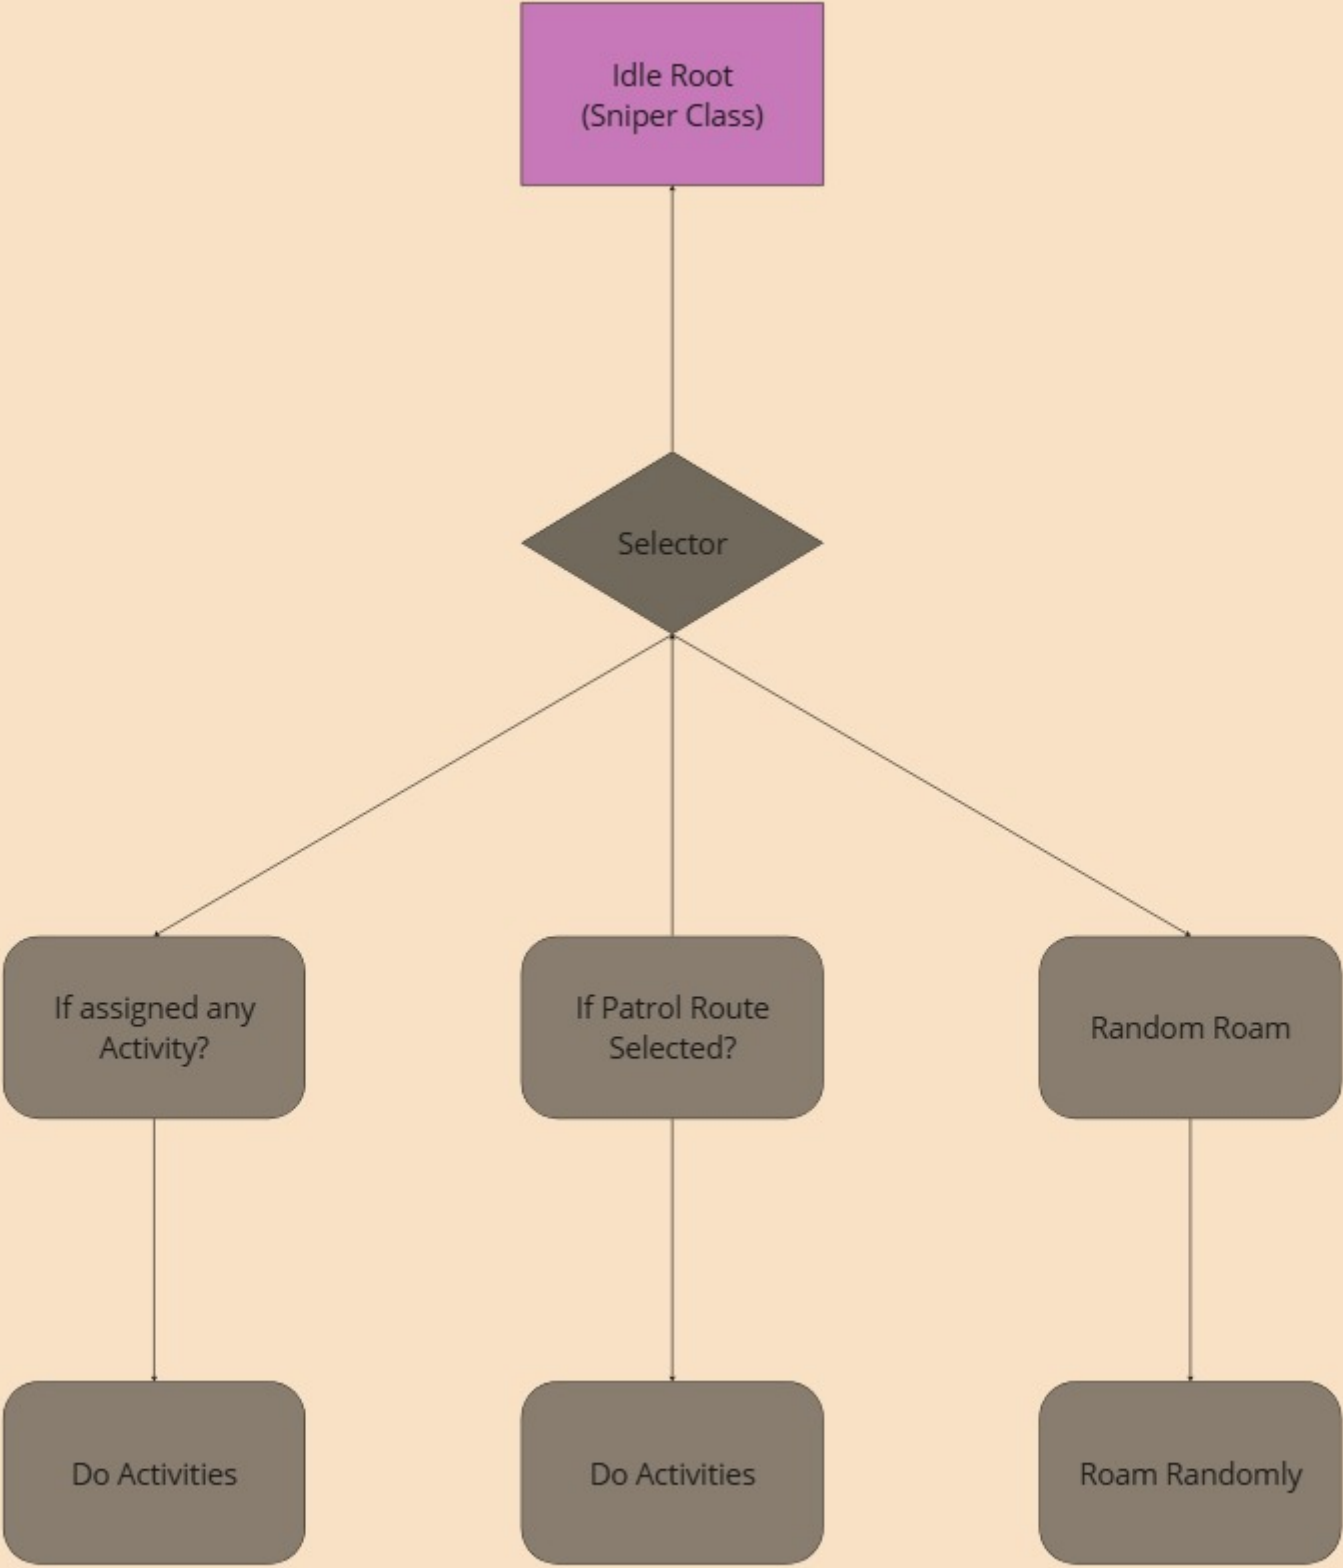 Idle Root
(Sniper Class)
Selector
If assigned any
Activity?
If Patrol Route
Selected?
Random Roam
Do Activities
Do Activities
Roam Randomly